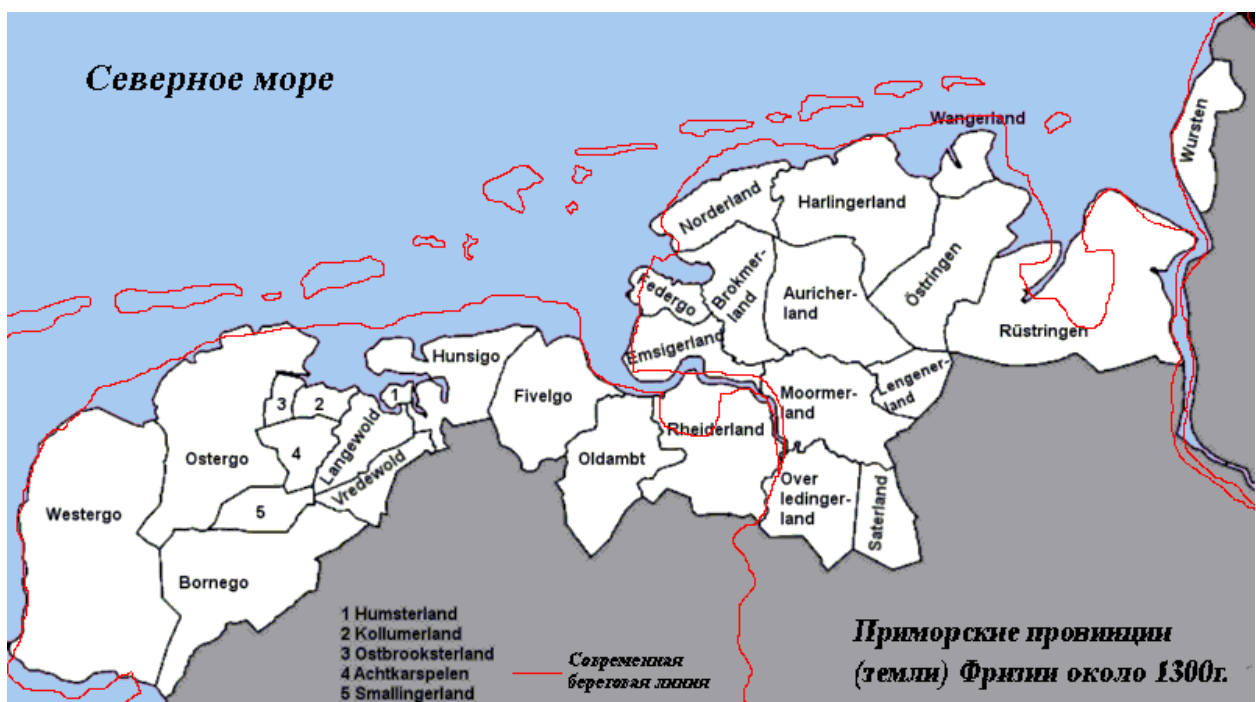 Северное море
Wangerland
Wursten
Norderland
Harlingerland
Federgo
Brokmer-
land
Auricher-
land
Östringen
Rüstringen
Emsigerland
Hunsigo
Fivelgo
Moormer-
land
Lengener-
land
Rheiderland
Oldambt
Over
ledinger-
land
Saterland
1
2
3
4
5
Ostergo
Langewold
Vredewold
Westergo
Bornego
1 Humsterland
2 Kollumerland
3 Ostbrooksterland
4 Achtkarspelen
5 Smallingerland
Современная
береговая линия
Приморские провинции
(темли) Фризии около 1300г.